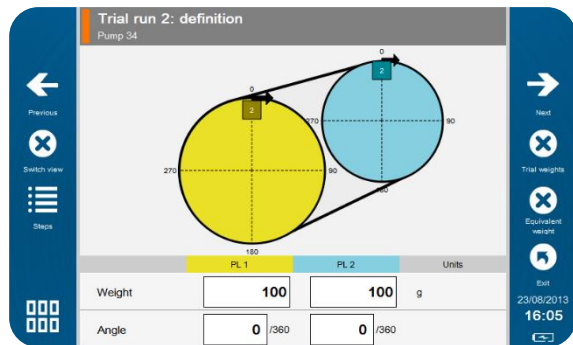 Trial run 2: definition
Pump 34
Previous
Switch view
Steps
0
2
270
90
180
0
2
270
90
180
Next
Trial weights
Equivalent
weight
Exit
23/08/2013
16:05
PL 1 PL 2 Units
Weight 100 100 g
Angle 0 /360 0 /360